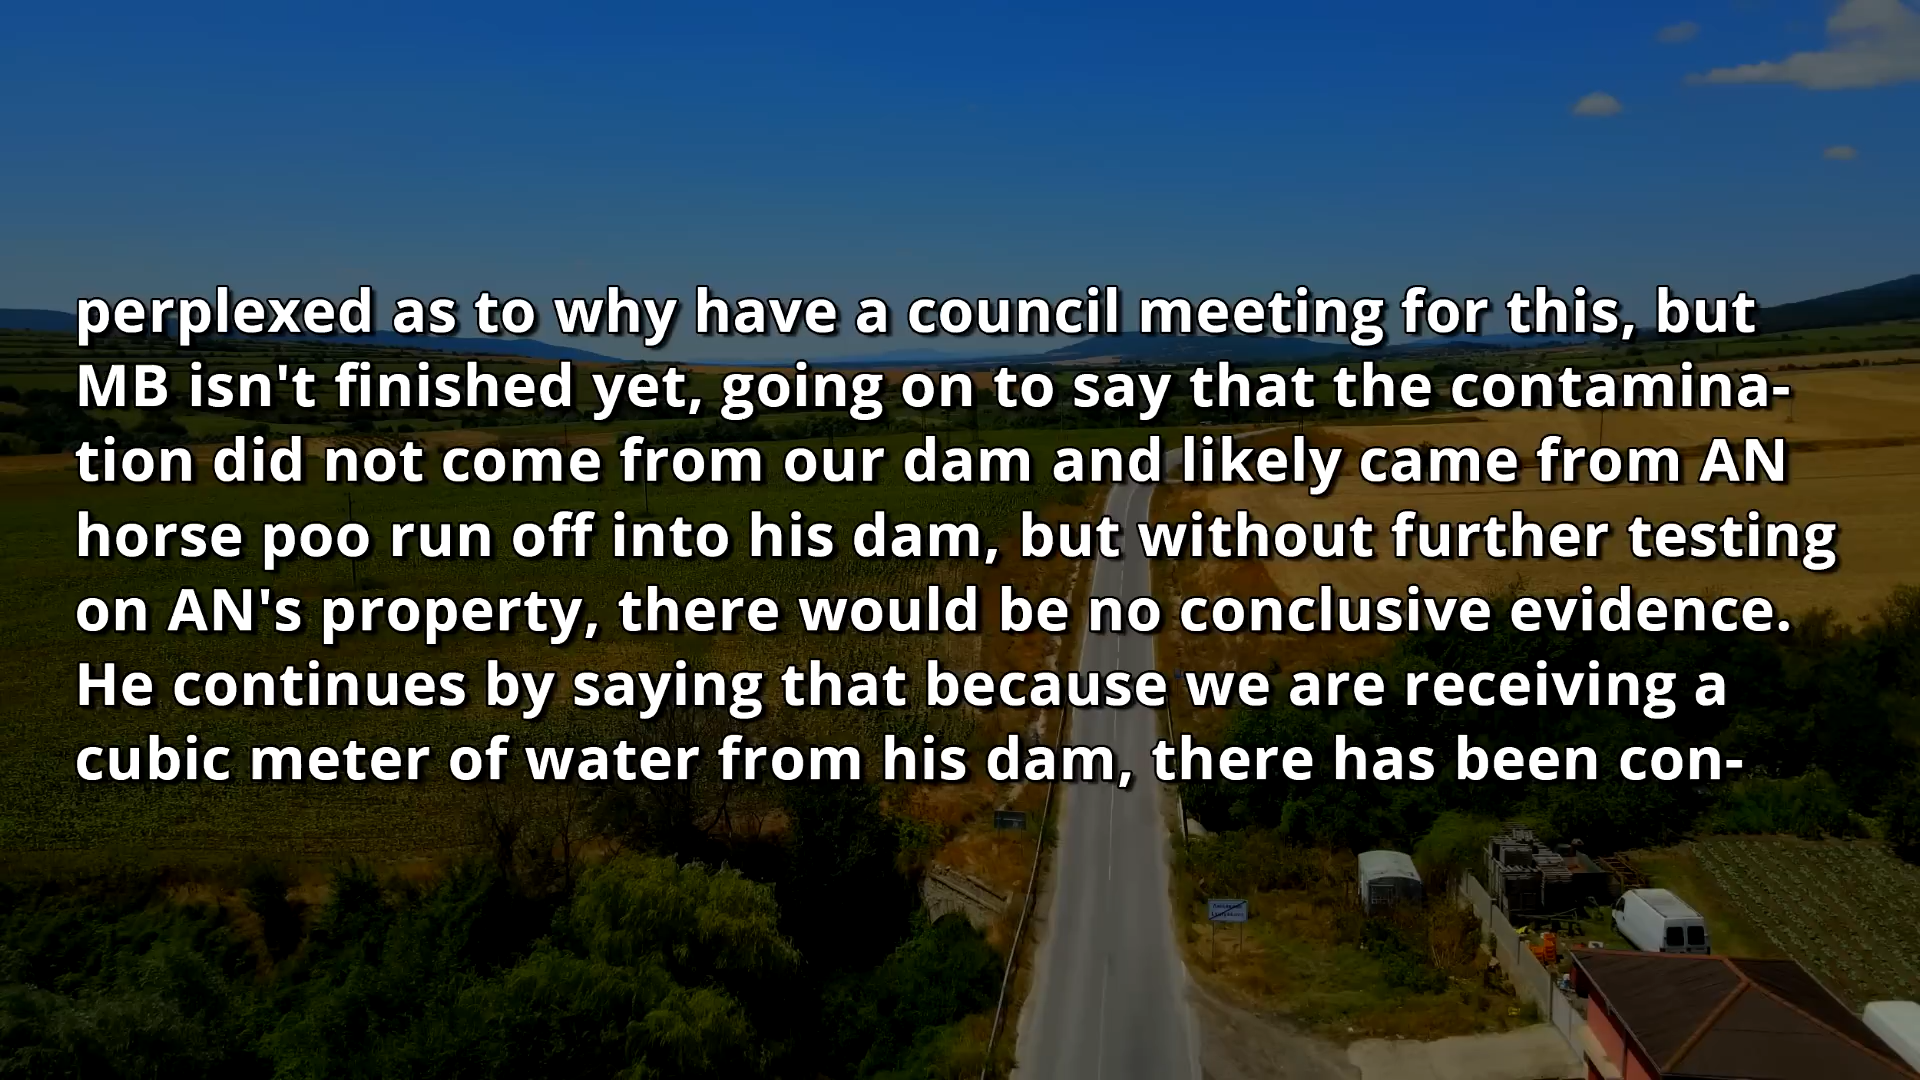 perplexed as to why have a council meeting for this, but
MB isn't finished yet, going on to say that the contamina-
tion did not come from our dam and likely came from AN
horse poo run off into his dam, but without further testing
on AN's property, there would be no conclusive evidence.
He continues by saying that because we are receiving a
cubic meter of water from his dam, there has been con-